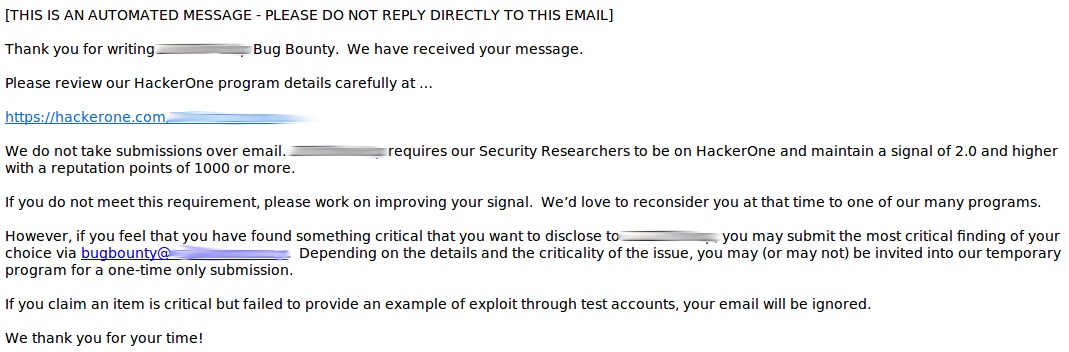 [THIS IS AN AUTOMATED MESSAGE - PLEASE DO NOT REPLY DIRECTLY TO THIS EMAIL]
Thank you for writing Bug Bounty. We have received your message.
Please review our HackerOne program details carefully at ...
https://hackerone.com
We do not take submissions over email. requires our Security Researchers to be on HackerOne and maintain a signal of 2.0 and higher
with a reputation points of 1000 or more.
If you do not meet this requirement, please work on improving your signal. We'd love to reconsider you at that time to one of our many programs.
However, if you feel that you have found something critical that you want to disclose to you may submit the most critical finding of your
choice via bugbounty@ . Depending on the details and the criticality of the issue, you may (or may not) be invited into our temporary
program for a one-time only submission.
If you claim an item is critical but failed to provide an example of exploit through test accounts, your email will be ignored.
We thank you for your time!